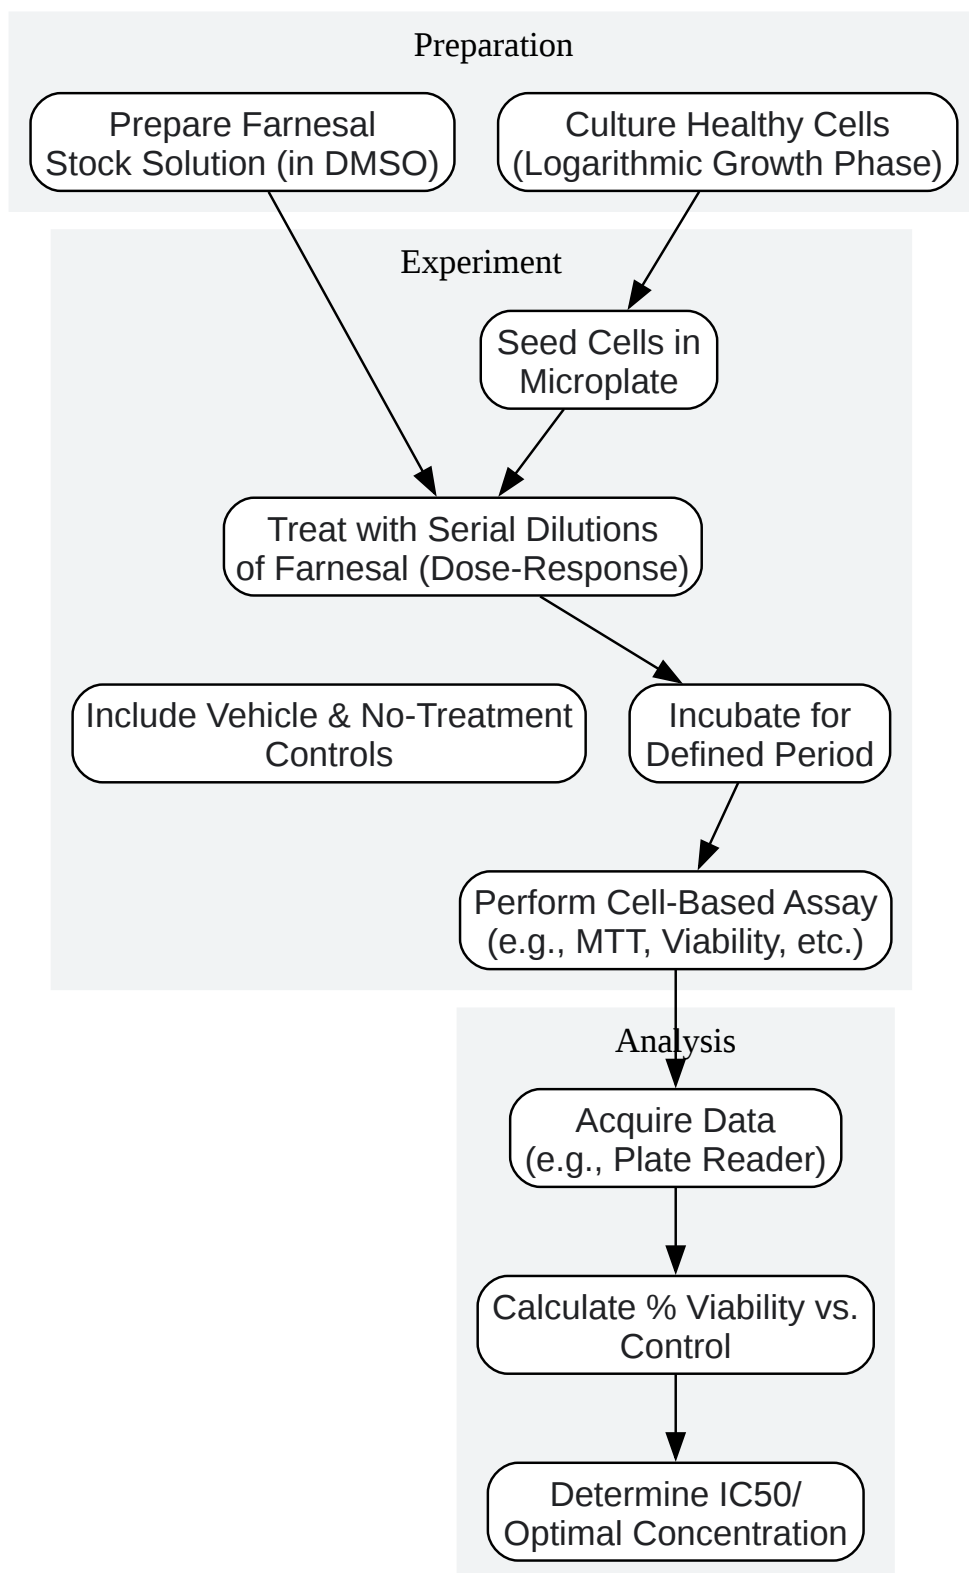 Preparation
Prepare Farnesal
Stock Solution (in DMSO)
Culture Healthy Cells
(Logarithmic Growth Phase)
Experiment
Seed Cells in
Microplate
Treat with Serial Dilutions
of Farnesal (Dose-Response)
Include Vehicle & No-Treatment
Controls
Incubate for
Defined Period
Perform Cell-Based Assay
(e.g., MTT, Viability, etc.)
Analysis
Acquire Data
(e.g., Plate Reader)
Calculate % Viability vs.
Control
Determine IC50/
Optimal Concentration